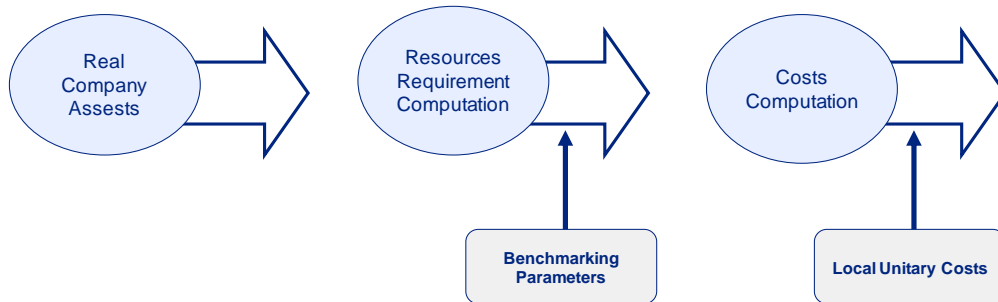 Real
Company
Assests
Resources
Requirement
Computation
Costs
Computation
Benchmarking
Parameters
Local Unitary Costs